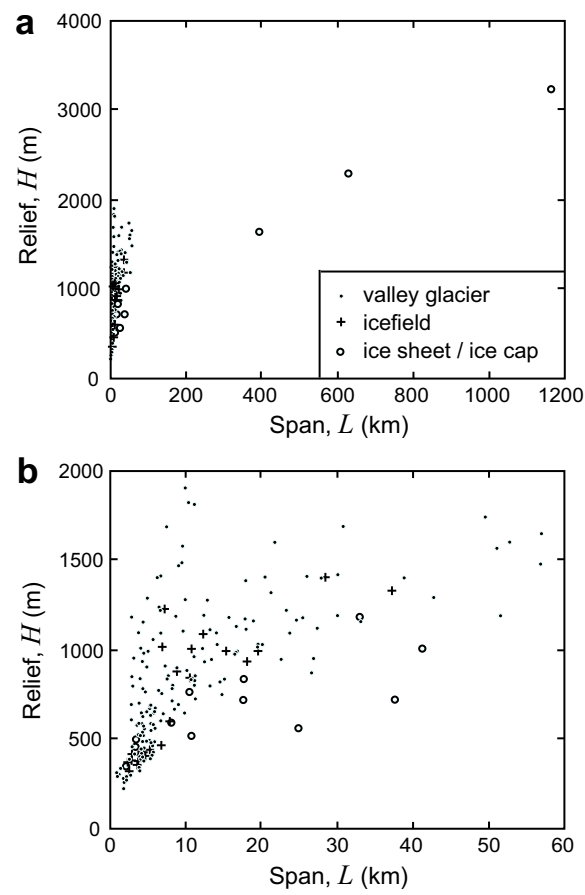 a
4000
3000
2000
1000
0
Relief, H (m)
0 200 400 600 800 1000 1200
Span, L (km)
valley glacier
icefield
ice sheet / ice cap
b
2000
1500
1000
500
0
Relief, H (m)
0 10 20 30 40 50 60
Span, L (km)